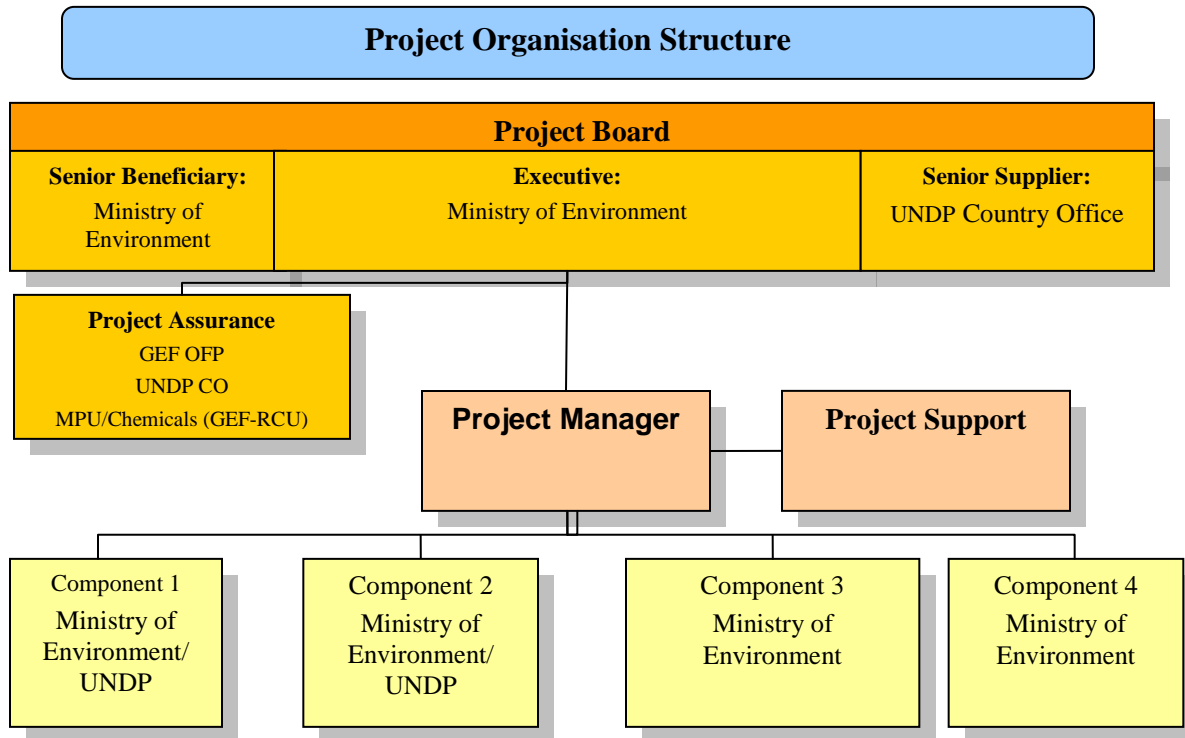 Project Organisation Structure
Project Board
Senior Beneficiary:
Ministry of
Environment
Executive:
Ministry of Environment
Senior Supplier:
UNDP Country Office
Project Assurance
GEF OFP
UNDP CO
MPU/Chemicals (GEF-RCU)
Project Manager
Project Support
Component 1
Ministry of
Environment/
UNDP
Component 2
Ministry of
Environment/
UNDP
Component 3
Ministry of
Environment
Component 4
Ministry of
Environment